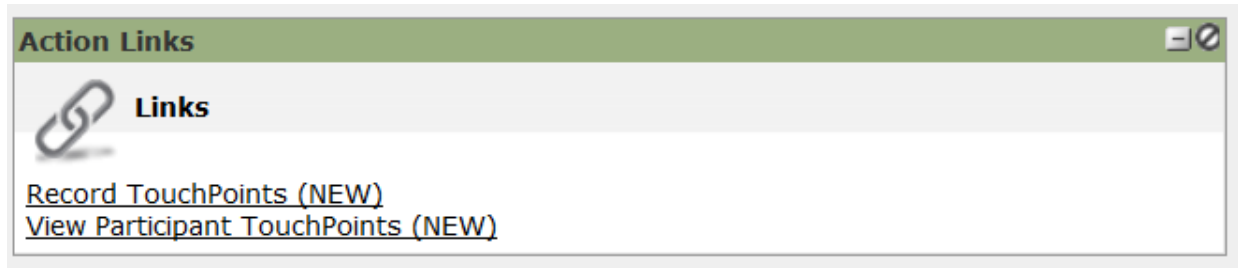 Action Links
Links
Record TouchPoints (NEW)
View Participant TouchPoints (NEW)